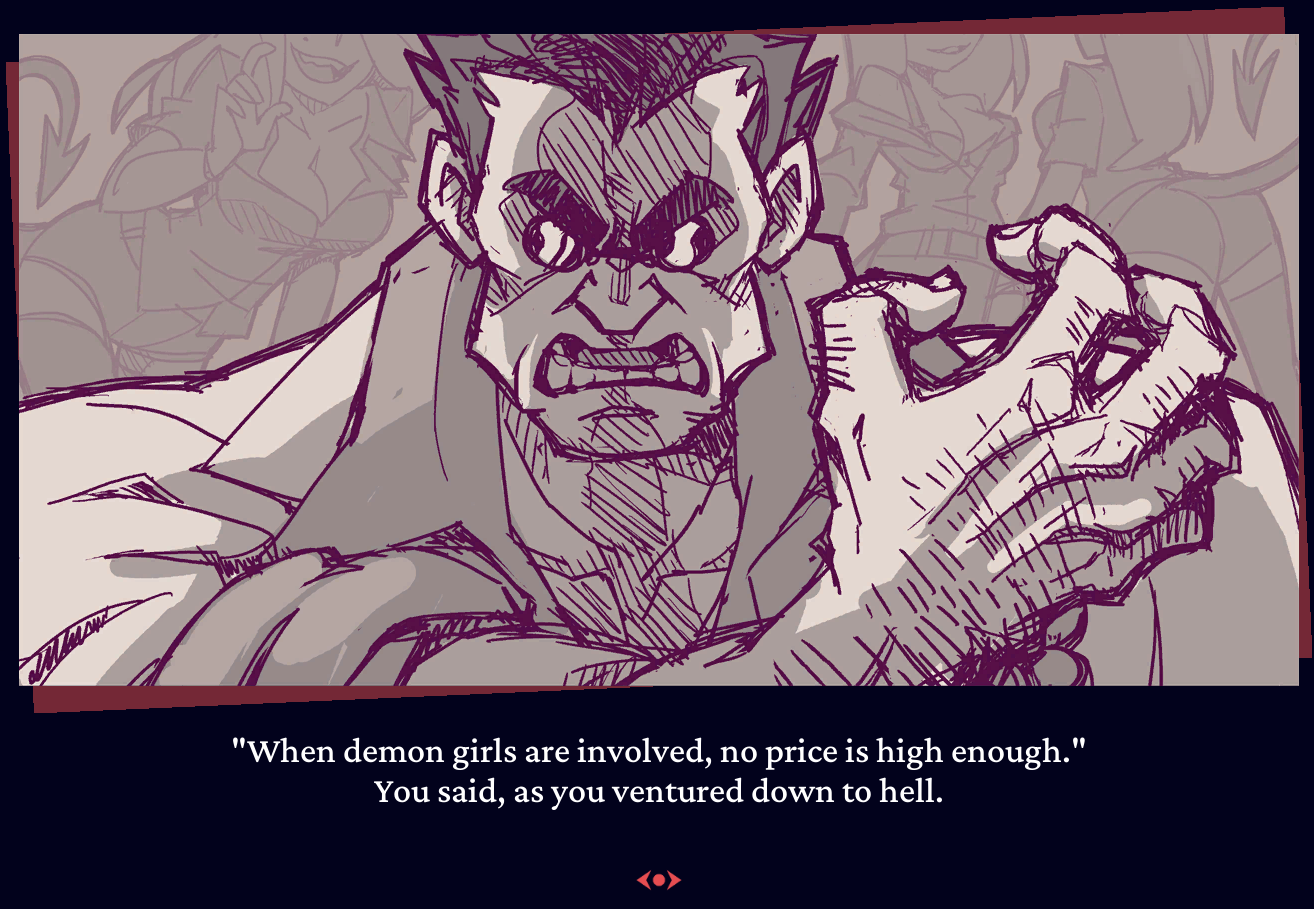 "When demon girls are involved, no price is high enough."
You said, as you ventured down to hell.